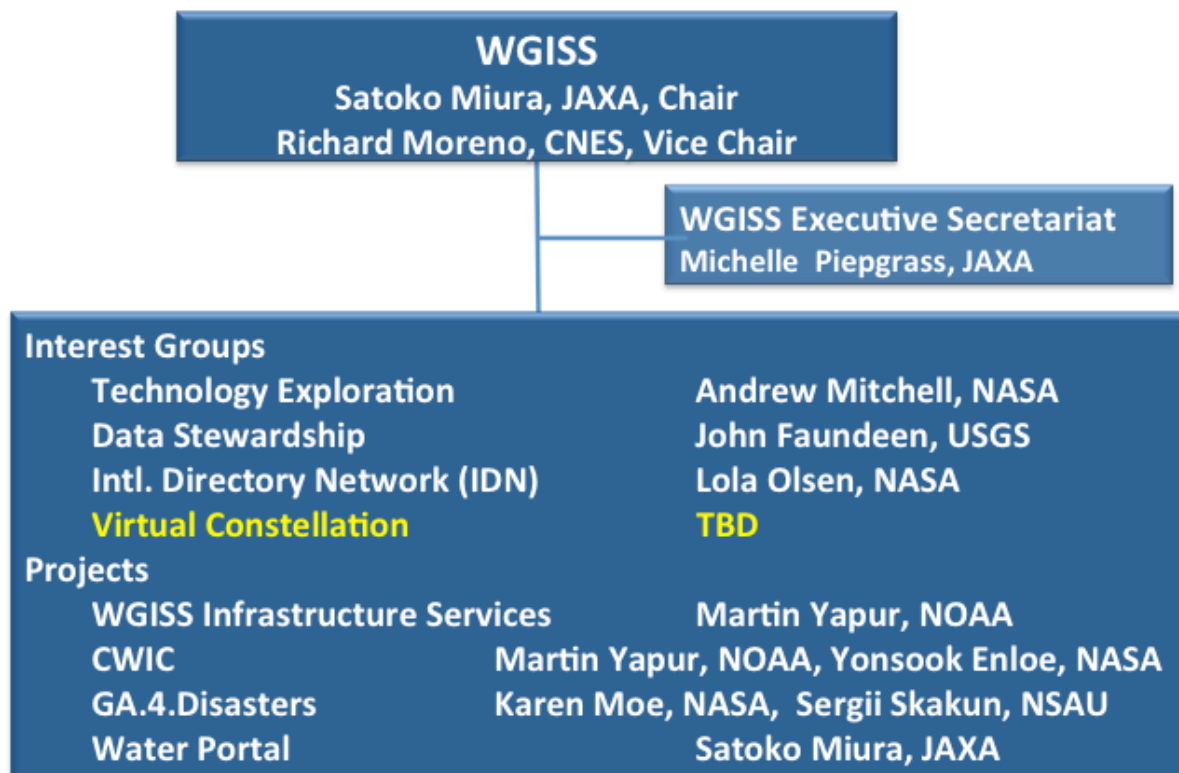 WGISS
Satoko Miura, JAXA, Chair
Richard Moreno, CNES, Vice Chair
WGISS Executive Secretariat
Michelle Piepgrass, JAXA
Interest Groups
Technology Exploration Andrew Mitchell, NASA
Data Stewardship John Faundeen, USGS
Intl. Directory Network (IDN) Lola Olsen, NASA
Virtual Constellation TBD
Projects
WGISS Infrastructure Services Martin Yapur, NOAA
CWIC Martin Yapur, NOAA, Yonsook Enloe, NASA
GA.4.Disasters Karen Moe, NASA, Sergii Skakun, NSAU
Water Portal Satoko Miura, JAXA